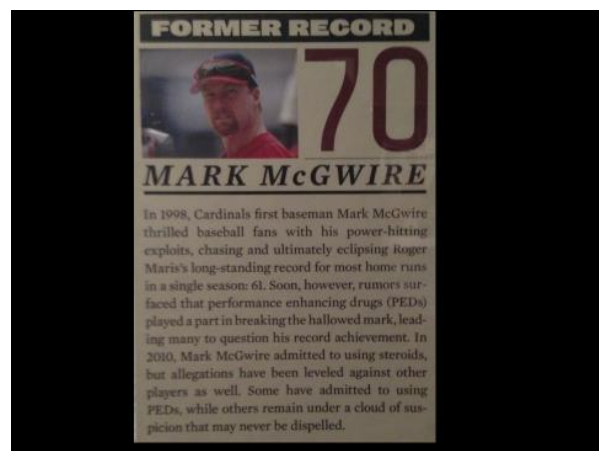 FORMER RECORD
70
MARK McGWIRE
In 1998, Cardinals first baseman Mark McGwire
thrilled baseball fans with his power-hitting
exploits, chasing and ultimately eclipsing Roger
Maris's long-standing record for most home runs
in a single season: 61. Soon, however, rumors sur-
faced that performance enhancing drugs (PEDs)
played a part in breaking the hallowed mark, lead-
ing many to question his record achievement. In
2010, Mark McGwire admitted to using steroids,
but allegations have been leveled against other
players as well. Some have admitted to using
PEDs, while others remain under a cloud of sus-
picion that may never be dispelled.